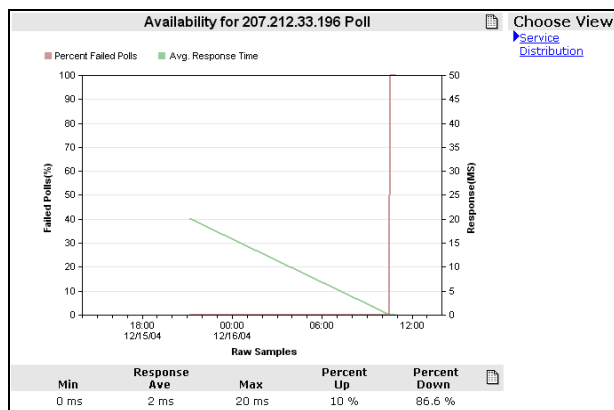 Availability for 207.212.33.196 Poll
Choose View
Service
Distribution
Percent Failed Polls
Avg. Response Time
100
90
80
70
60
50
40
30
20
10
0
Failed Polls(%)
50
45
40
35
30
25
20
15
10
5
0
Response(MS)
18:00
12/15/04
00:00
12/16/04
06:00
12:00
Raw Samples
Min
Response Ave
Max
Percent Up
Percent Down
0 ms
2 ms
20 ms
10 %
86.6 %